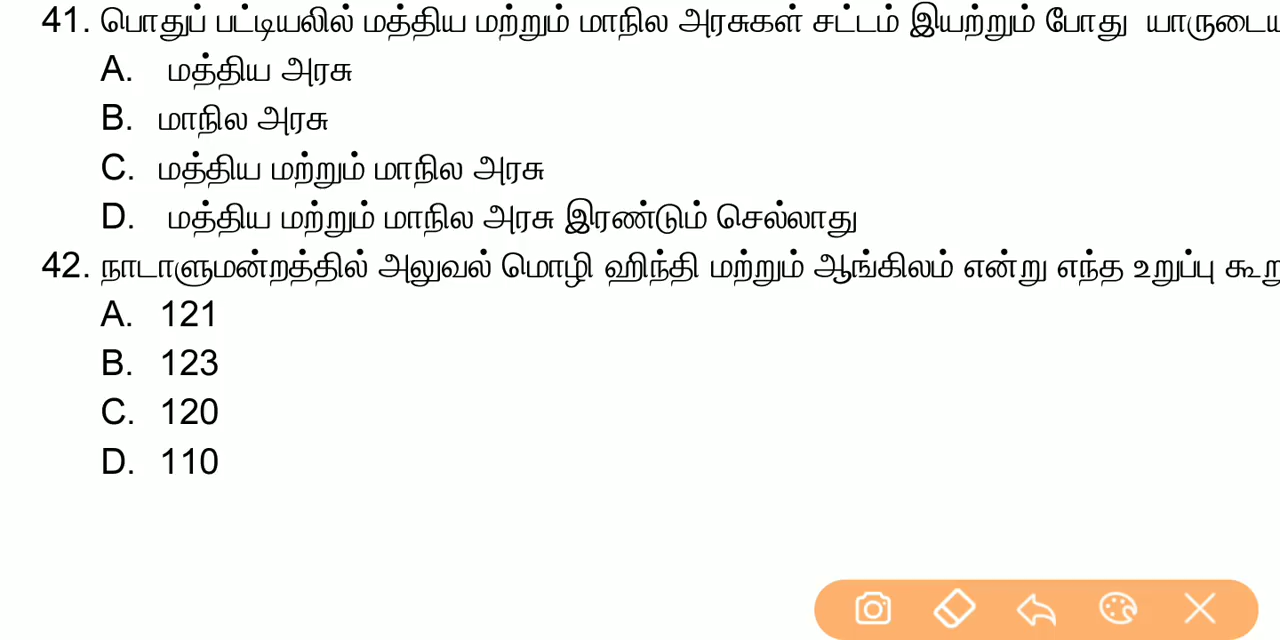 41. பொதுப் பட்டியலில் மத்திய மற்றும் மாநில அரசுகள் சட்டம் இயற்றும் போது
A. மத்திய அரசு
B. மாநில அரசு
C. மத்திய மற்றும் மாநில அரசு
D. மத்திய மற்றும் மாநில அரசு இரண்டும் செல்லாது
42. நாடாளுமன்றத்தில் அலுவல் மொழி ஹிந்தி மற்றும் ஆங்கிலம் என்று எந்த உறுப்பு
A. 121
B. 123
C. 120
D. 110